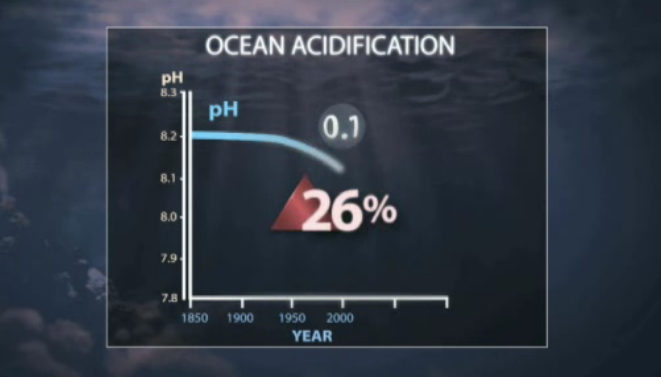 OCEAN ACIDIFICATION
pH
8.3
pH
0.1
8.2
8.1
26%
8.0
7.9
7.8
1850 1900 1950 2000
YEAR